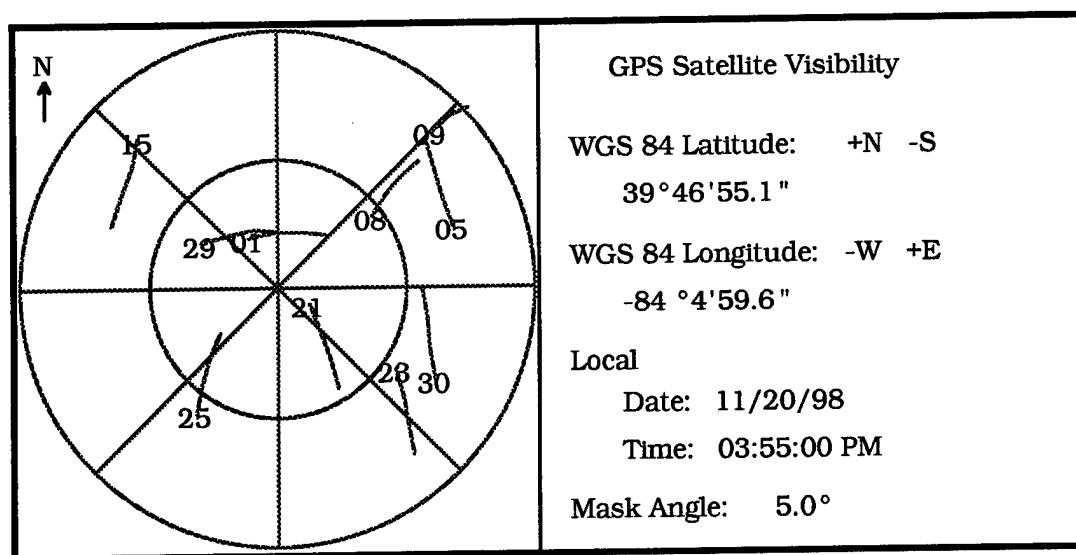 N
15
09
29
01
08
05
21
28
30
25
GPS Satellite Visibility
WGS 84 Latitude: +N -S
39°46'55.1"
WGS 84 Longitude: -W +E
-84 °4'59.6"
Local
Date: 11/20/98
Time: 03:55:00 PM
Mask Angle: 5.0°